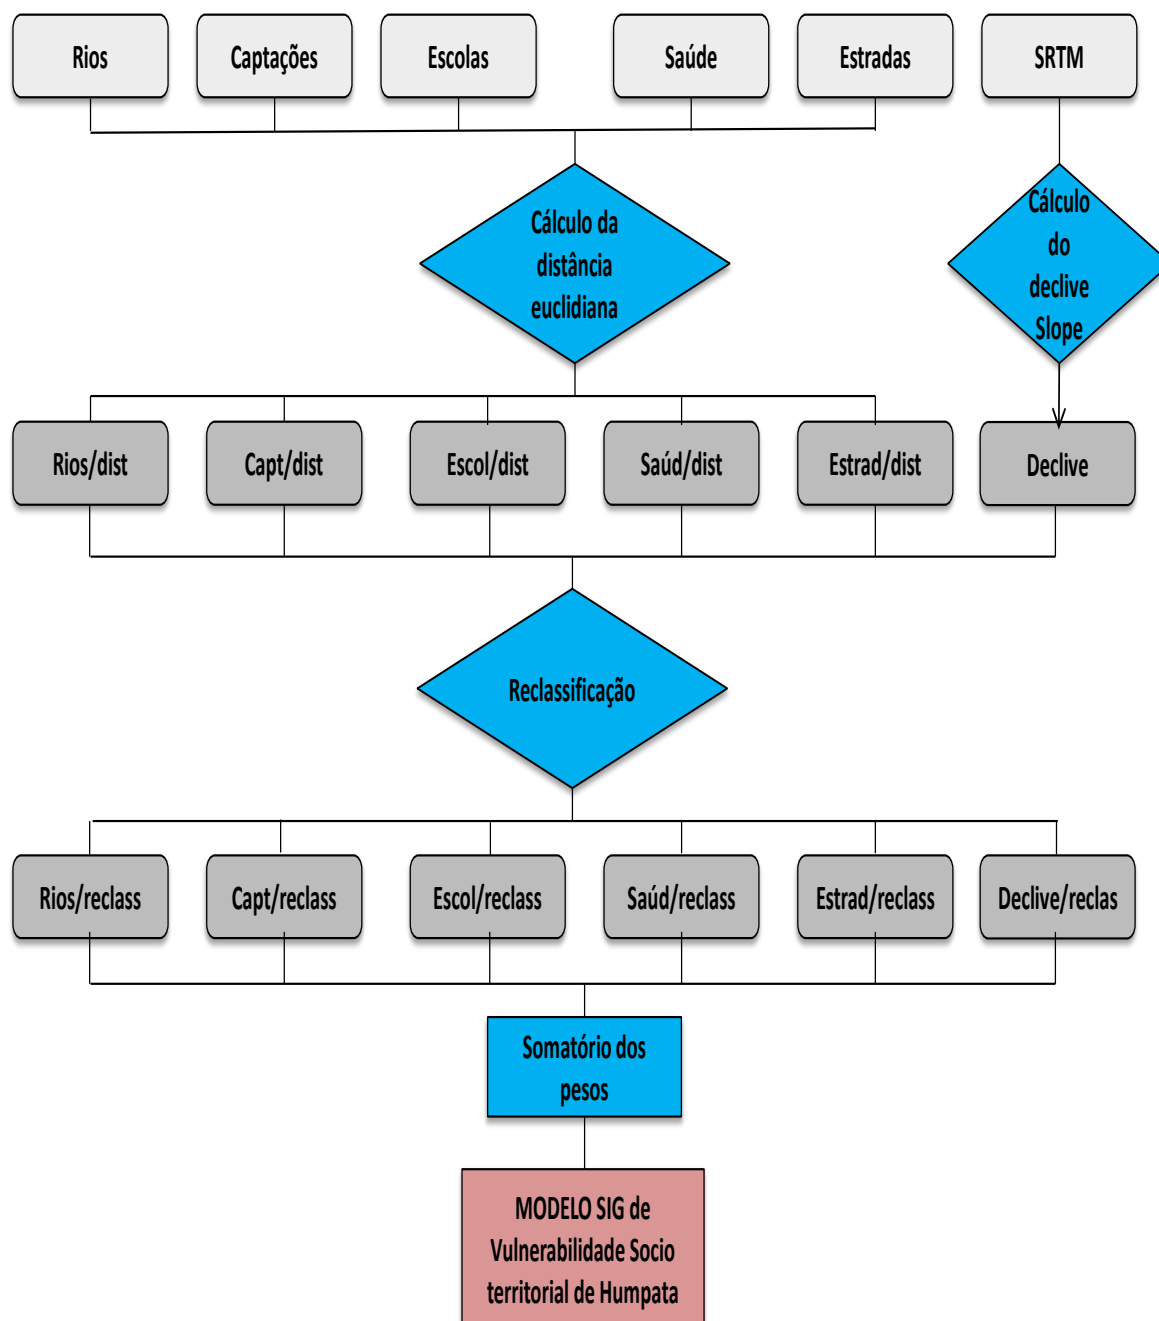 Rios
Captações
Escolas
Saúde
Estradas
SRTM
Cálculo da
distância
euclidiana
Cálculo
do
declive
Slope
Rios/dist
Capt/dist
Escol/dist
Saúd/dist
Estrad/dist
Declive
Reclassificação
Rios/reclass
Capt/reclass
Escol/reclass
Saúd/reclass
Estrad/reclass
Declive/reclas
Somatório dos
pesos
MODELO SIG de
Vulnerabilidade Socio
territorial de Humpata